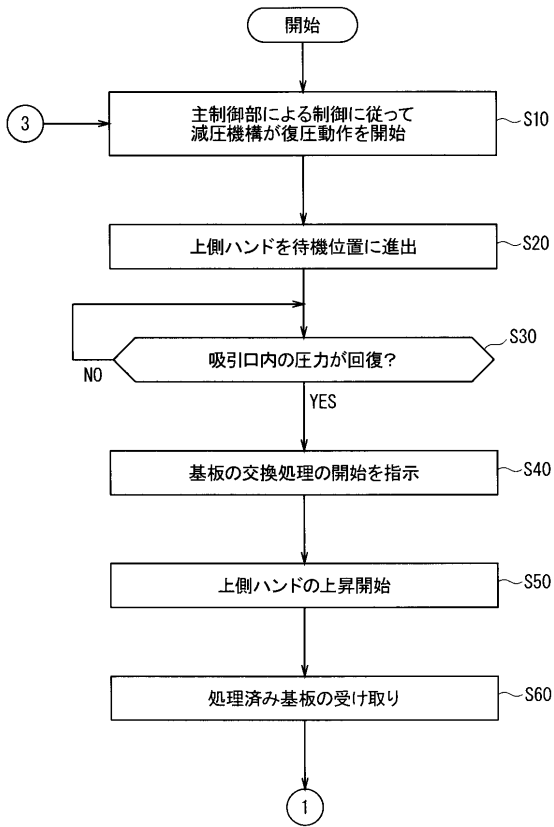 開始
3
主制御部による制御に従って
減圧機構が復圧動作を開始
S10
上側ハンドを待機位置に進出
S20
吸引口内の圧力が回復?
S30
NO
YES
基板の交換処理の開始を指示
S40
上側ハンドの上昇開始
S50
処理済み基板の受け取り
S60
1